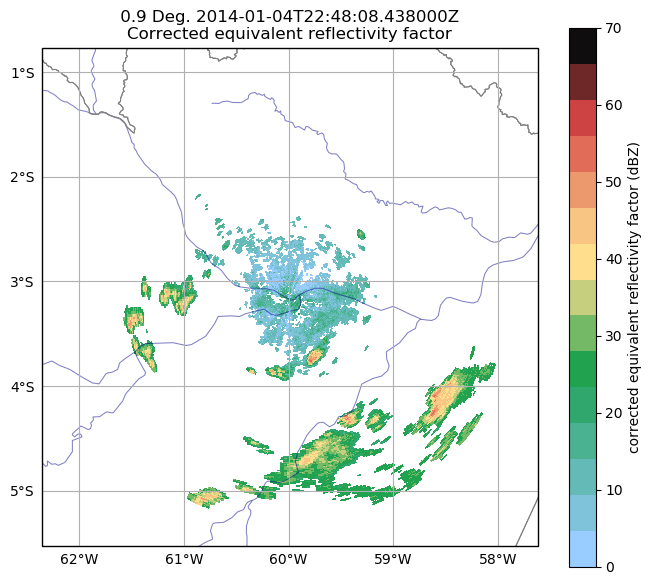 0.9 Deg. 2014-01-04T22:48:08.438000Z
Corrected equivalent reflectivity factor
1°S
2°S
3°S
4°S
5°S
62°W 61°W 60°W 59°W 58°W
70
60
50
40
30
20
10
0
corrected equivalent reflectivity factor (dBZ)